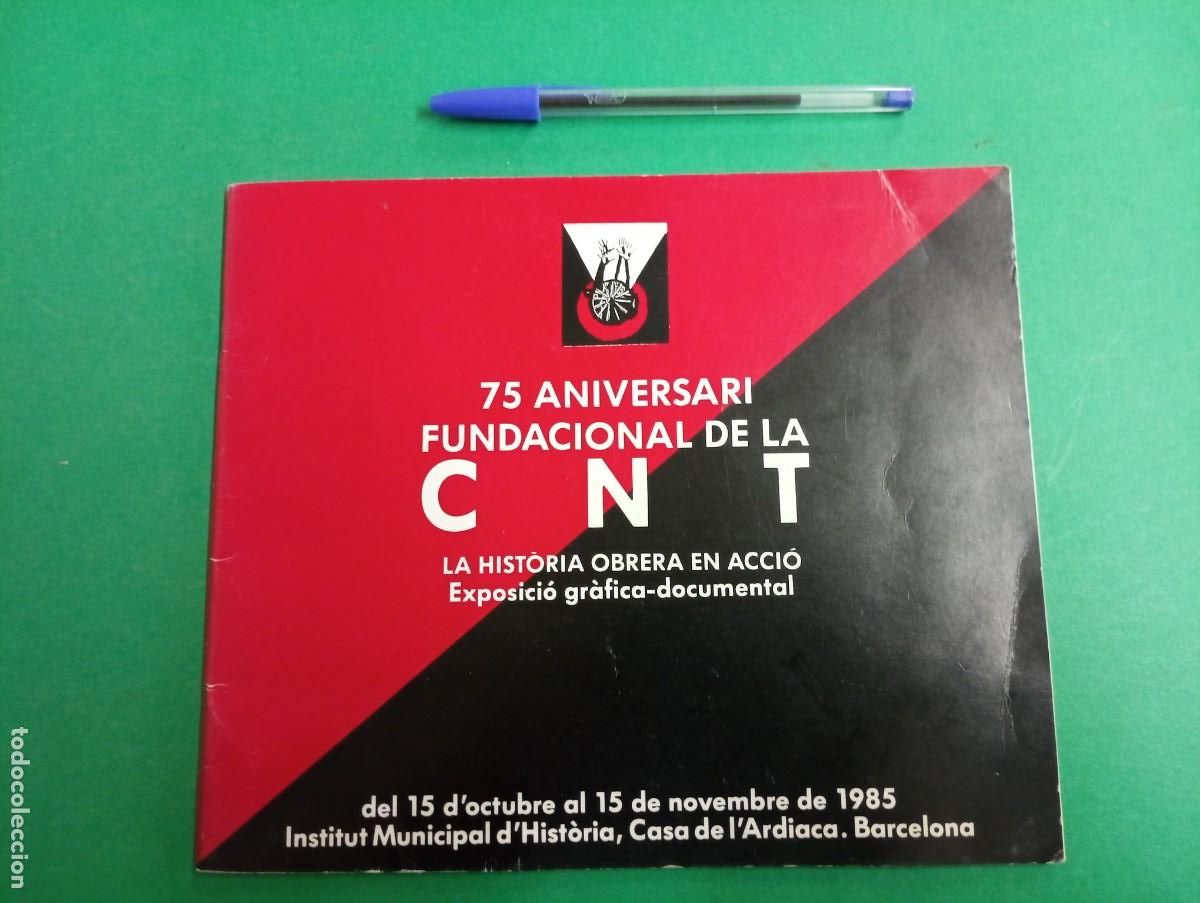 75 ANIVERSARI
FUNDACIONAL DE LA
C N T
LA HISTÒRIA OBRERA EN ACCIÓ
Exposició gràfica-documental
del 15 d'octubre al 15 de novembre de 1985
Institut Municipal d'Història, Casa de l'Ardiaca. Barcelona
todocoleccion